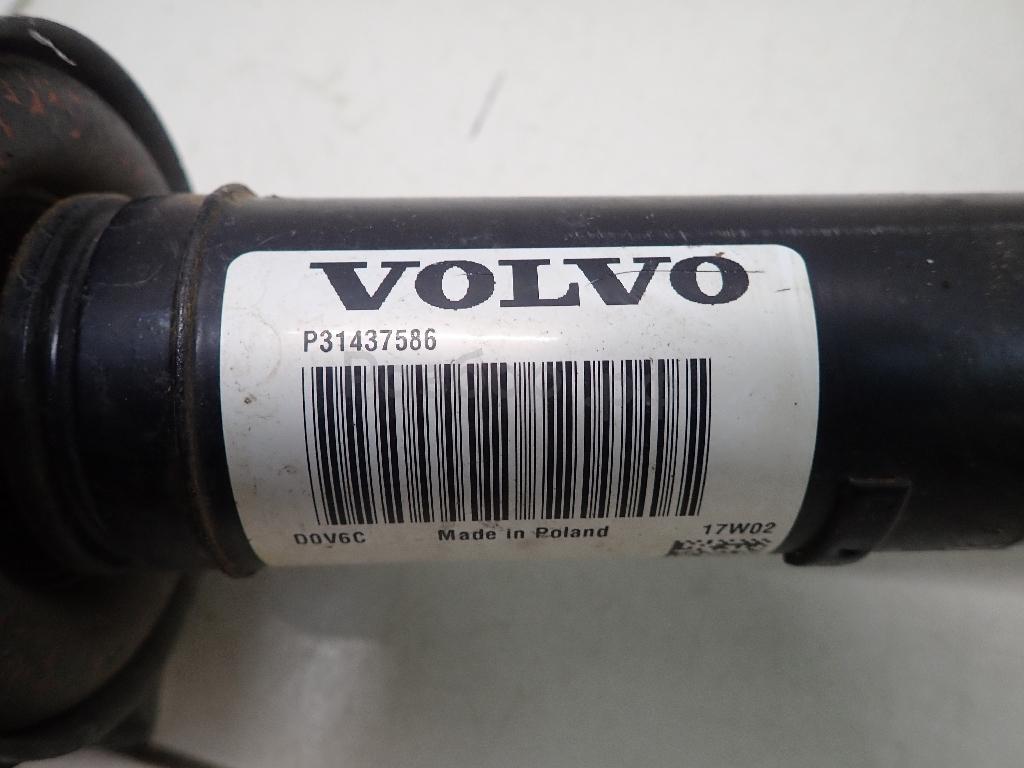 VOLVO
P31437586
D0V6C Made in Poland 17W02